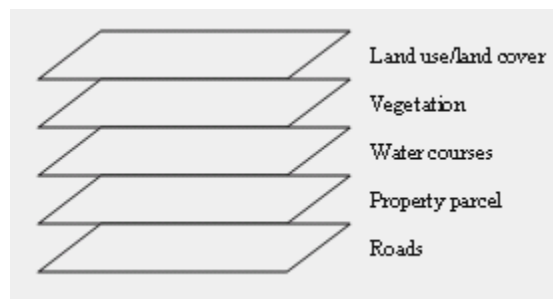 Land use/land cover
Vegetation
Water courses
Property parcel
Roads